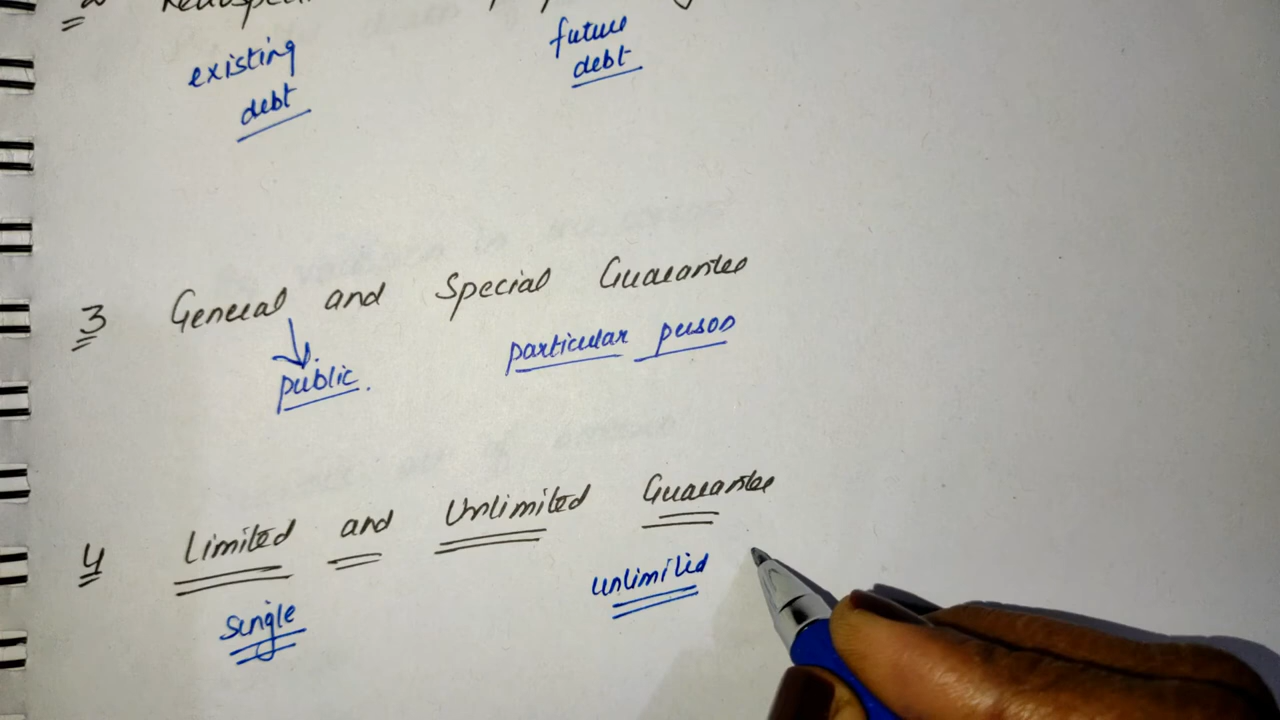 existing
debt
future
debt
3 General and Special Guarantee
public.
particular person
4 Limited and Unlimited Guarantee
single
unlimited